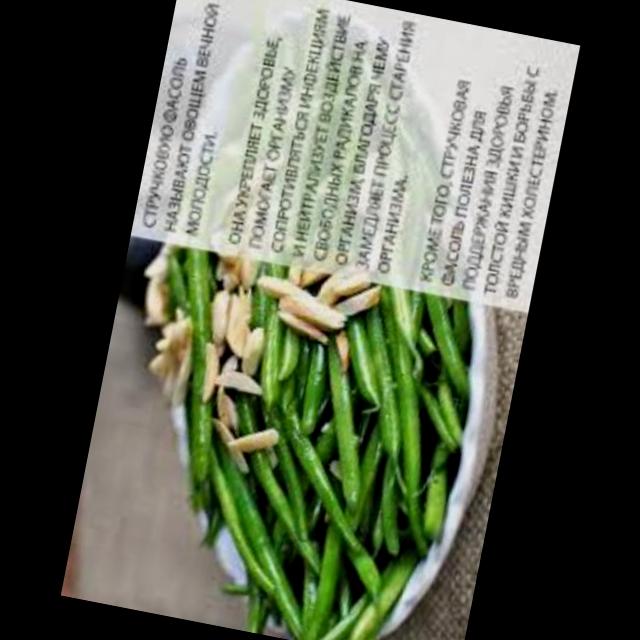 СТРУЧКОВУЮ ФАСОЛЬ
НАЗЫВАЮТ ОВОЩЕМ ВЕЧНОЙ
МОЛОДОСТИ.
ОНА УКРЕПЛЯЕТ ЗДОРОВЬЕ,
ПОМОГАЕТ ОРГАНИЗМУ
СОПРОТИВЛЯТЬСЯ ИНФЕКЦИЯМ
И НЕЙТРАЛИЗУЕТ ВОЗДЕЙСТВИЕ
СВОБОДНЫХ РАДИКАЛОВ НА
ОРГАНИЗМ, БЛАГОДАРЯ ЧЕМУ
ЗАМЕДЛЯЕТ ПРОЦЕСС СТАРЕНИЯ
ОРГАНИЗМА.
КРОМЕ ТОГО, СТРУЧКОВАЯ
ФАСОЛЬ ПОЛЕЗНА ДЛЯ
ПОДДЕРЖАНИЯ ЗДОРОВЬЯ
ТОЛСТОЙ КИШКИ И БОРЬБЫ С
ВРЕДНЫМ ХОЛЕСТЕРИНОМ.